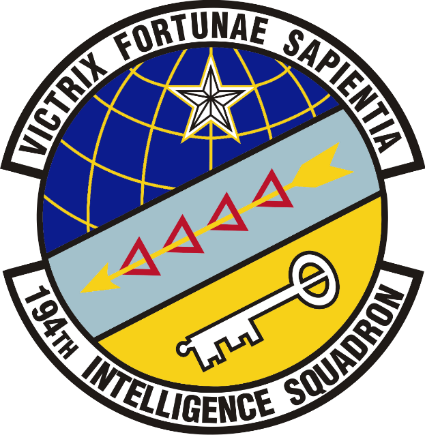 VICTRIX FORTUNAE SAPIENTIA
194TH INTELLIGENCE SQUADRON